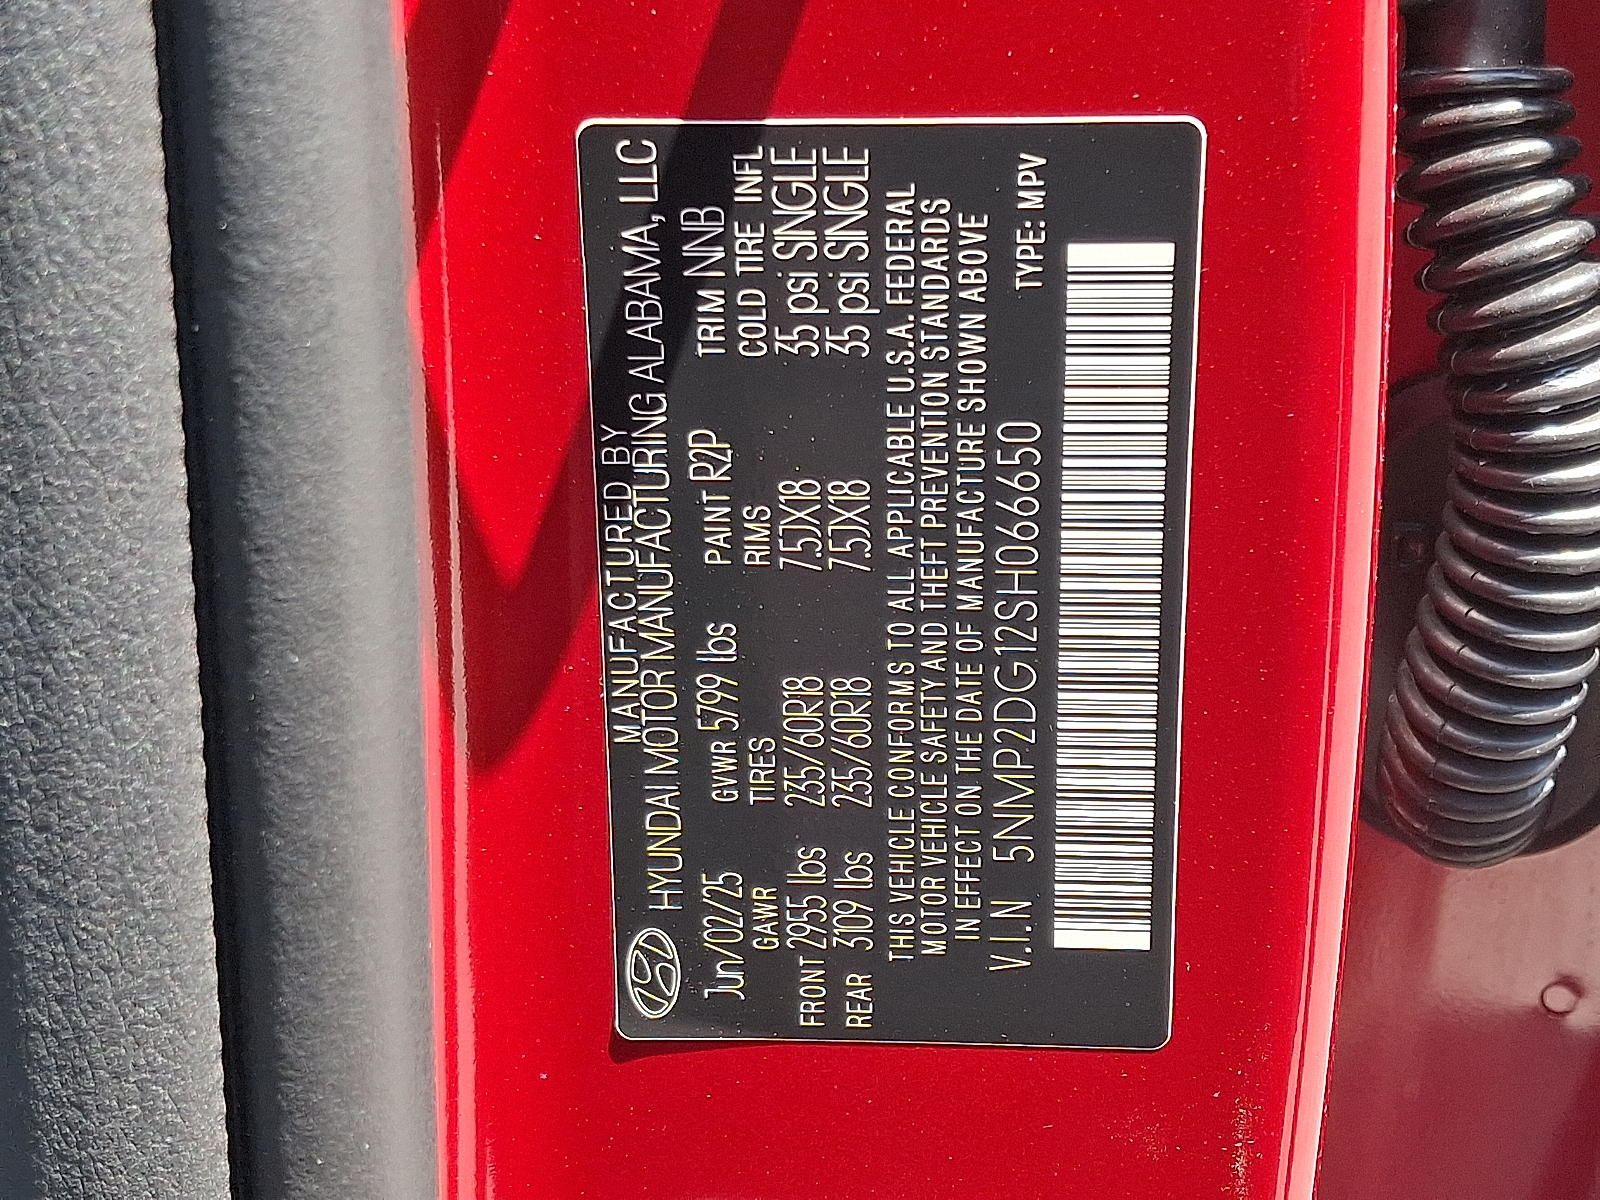 MANUFACTURED BY
HYUNDAI MOTOR MANUFACTURING ALABAMA, LLC
Jun/02/25 GVWR 5799 lbs PAINT R2P TRIM NNB
GAWR TIRES RIMS COLD TIRE INFL
FRONT 2955 lbs 235/60R18 7.5JX18 35 psi SINGLE
REAR 3109 lbs 235/60R18 7.5JX18 35 psi SINGLE
THIS VEHICLE CONFORMS TO ALL APPLICABLE U.S.A. FEDERAL
MOTOR VEHICLE SAFETY AND THEFT PREVENTION STANDARDS
IN EFFECT ON THE DATE OF MANUFACTURE SHOWN ABOVE
V.I.N 5NMP2DG12SH066650 TYPE: MPV